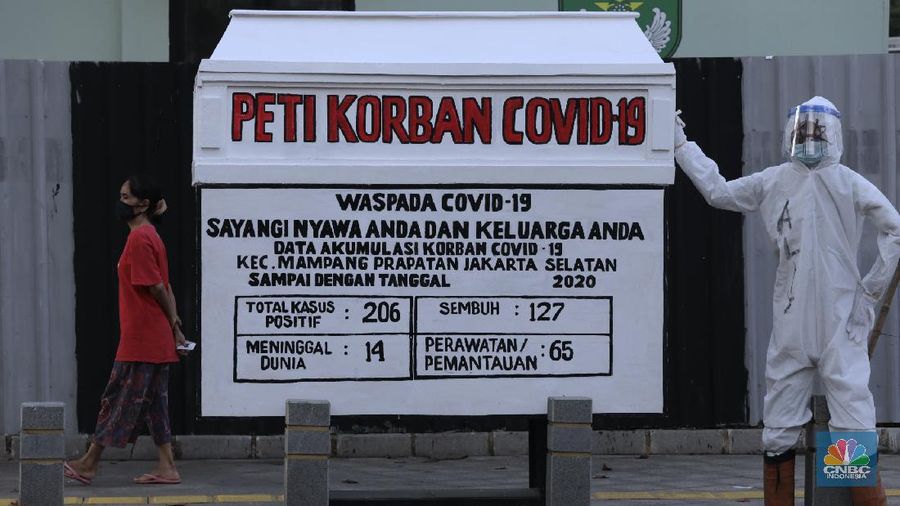 PETI KORBAN COVID-19
WASPADA COVID-19
SAYANGI NYAWA ANDA DAN KELUARGA ANDA
DATA AKUMULASI KORBAN COVID-19
KEC. MAMPANG PRAPATAN JAKARTA SELATAN
SAMPAI DENGAN TANGGAL 2020
TOTAL KASUS POSITIF : 206
SEMBUH : 127
MENINGGAL DUNIA : 14
PERAWATAN/ PEMANTAUAN : 65
CNBC
INDONESIA